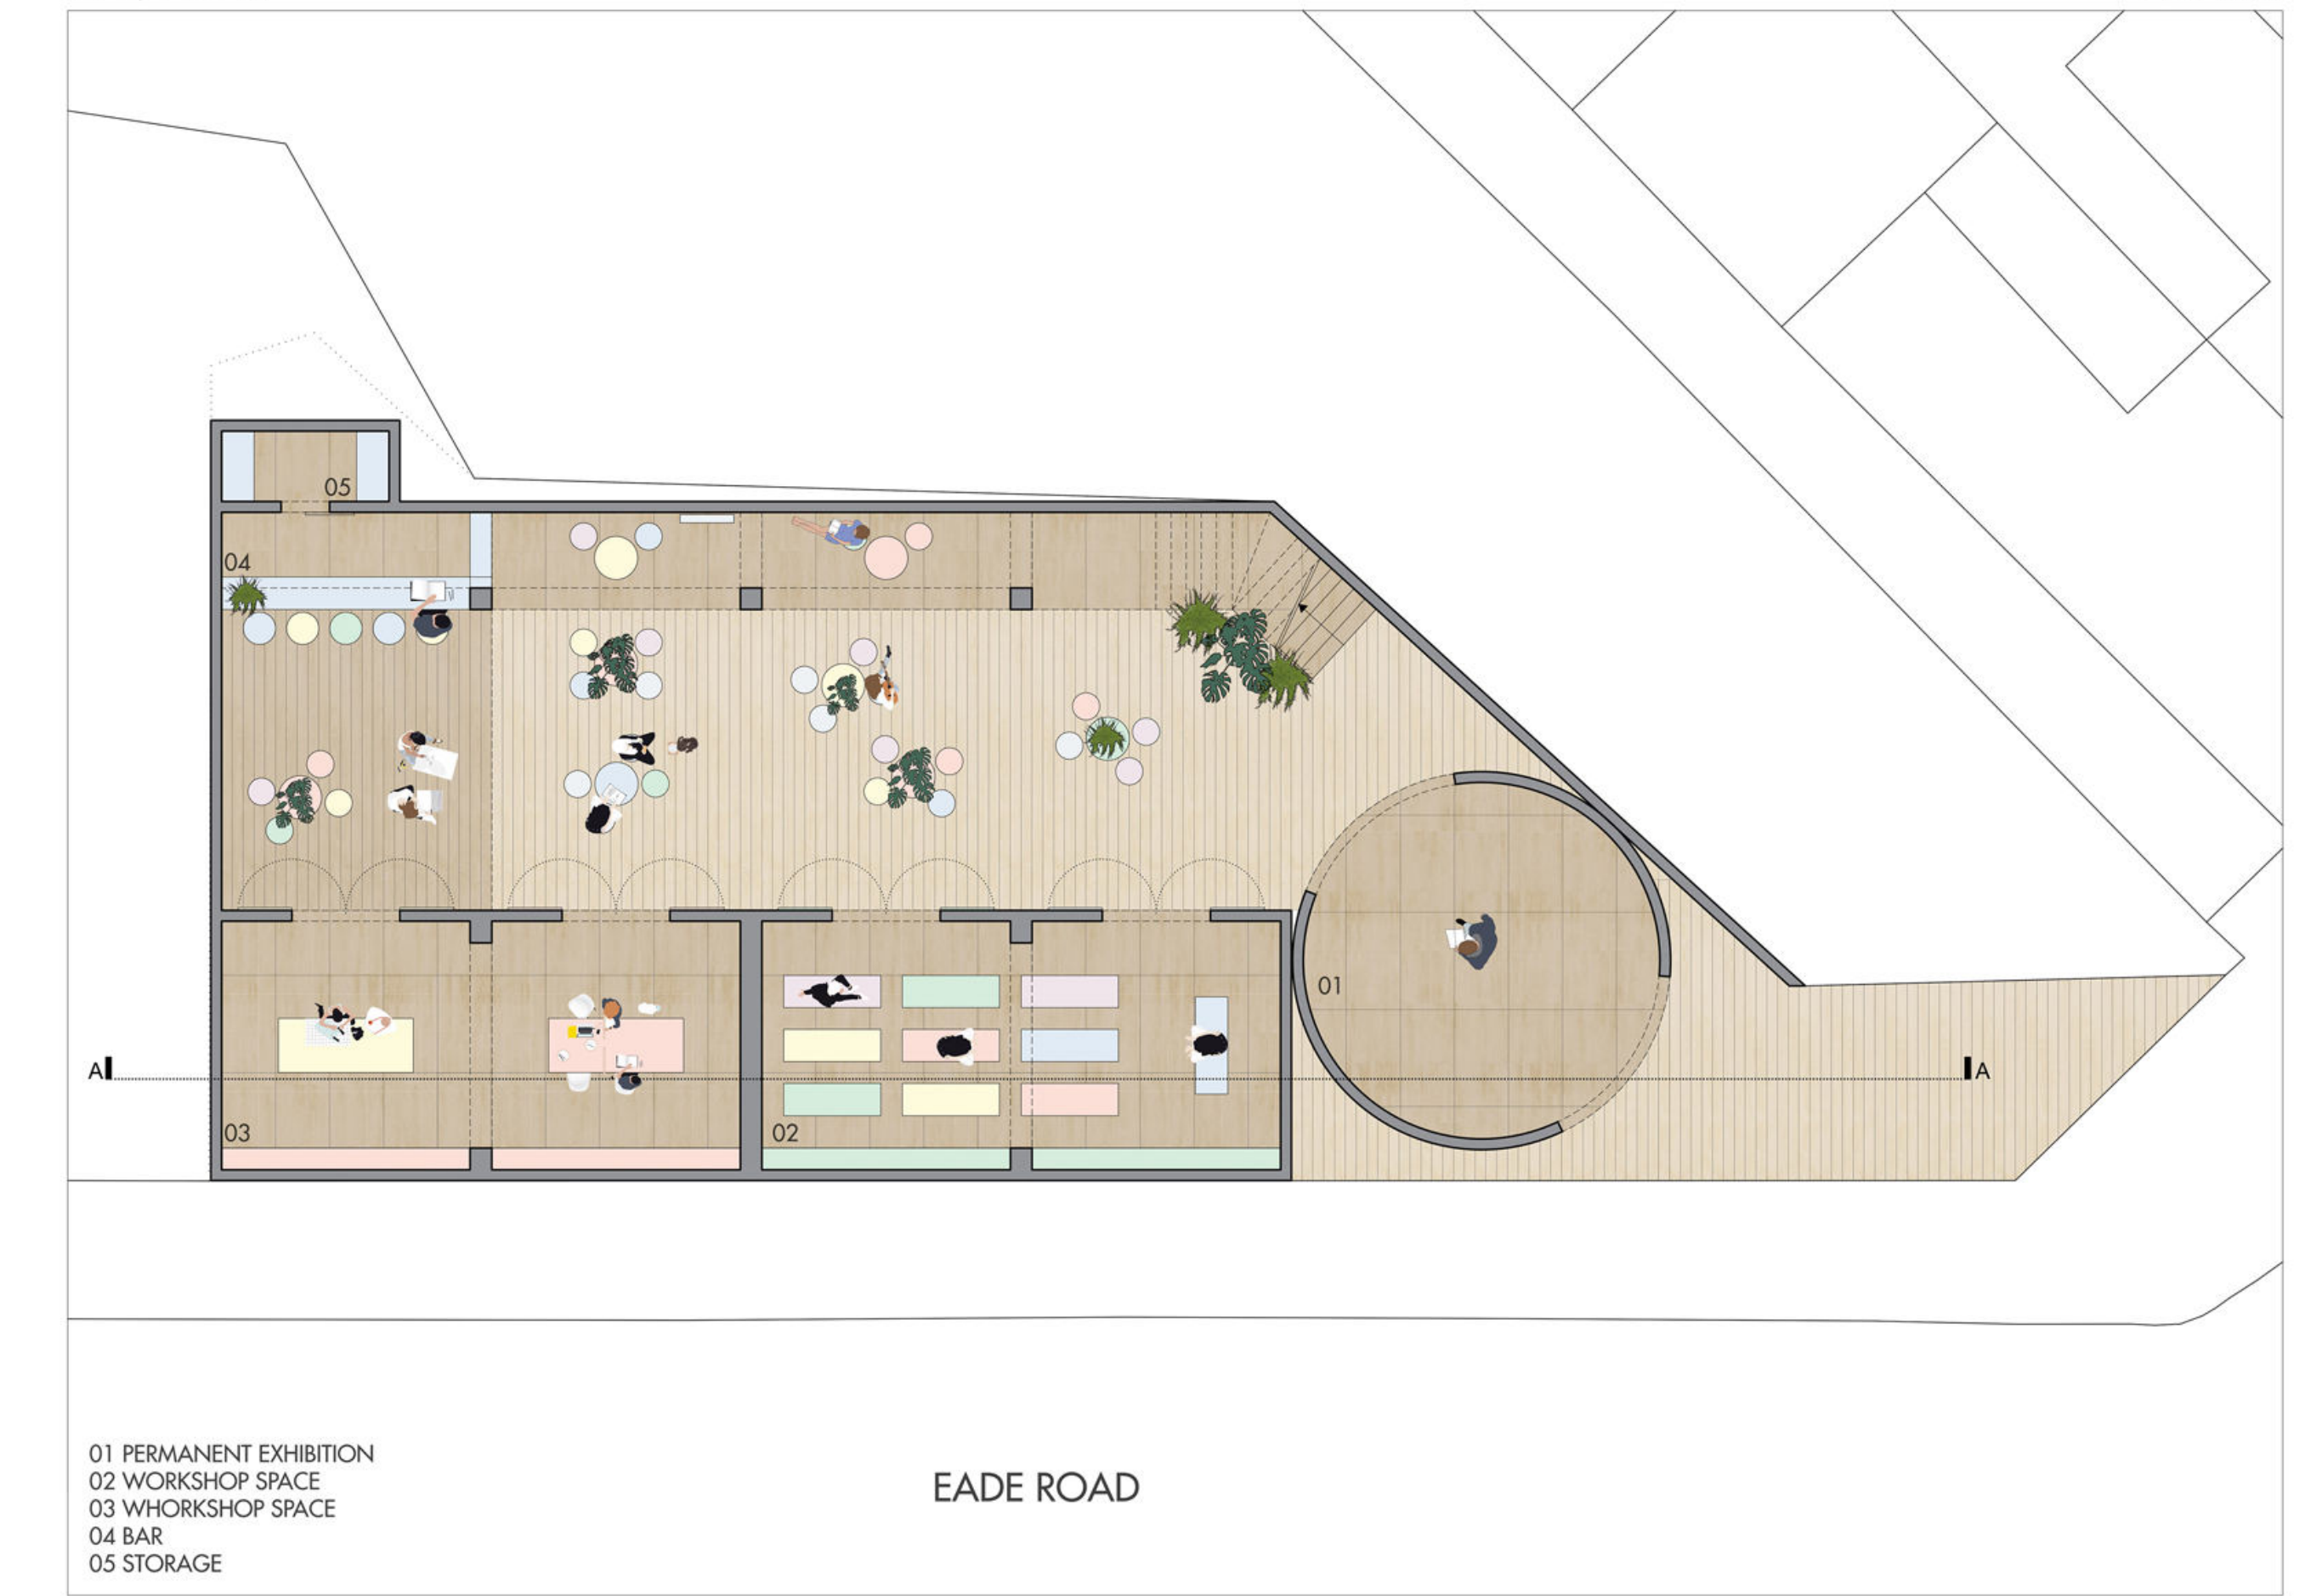 05
04
01
A
A
03
02
01 PERMANENT EXHIBITION
02 WORKSHOP SPACE
03 WHORKSHOP SPACE
04 BAR
05 STORAGE
EADE ROAD